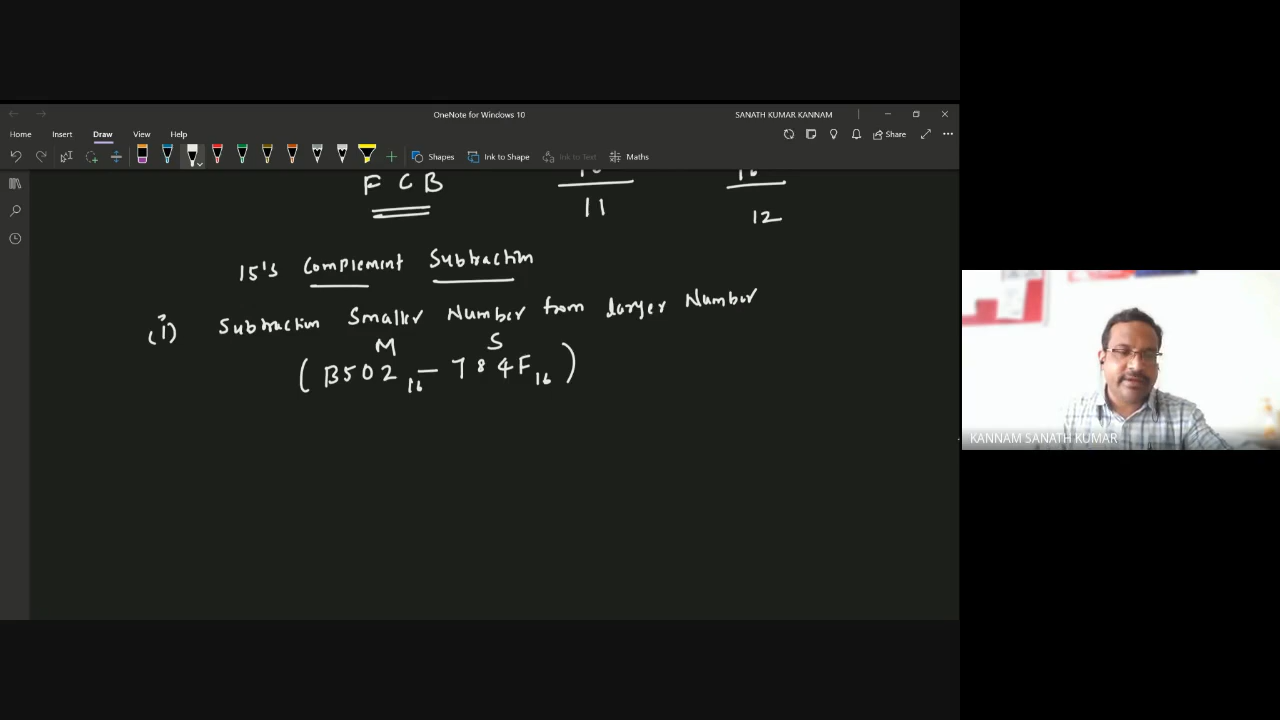 OneNote for Windows 10
SANATH KUMAR KANNAM
Home Insert Draw View Help
Share
Shapes Ink to Shape Ink to Text Maths
F C B
11
12
15's Complement Subtraction
(i) Subtraction Smaller Number from larger Number
M S
( B502 16 – 784F 16 )
KANNAM SANATH KUMAR